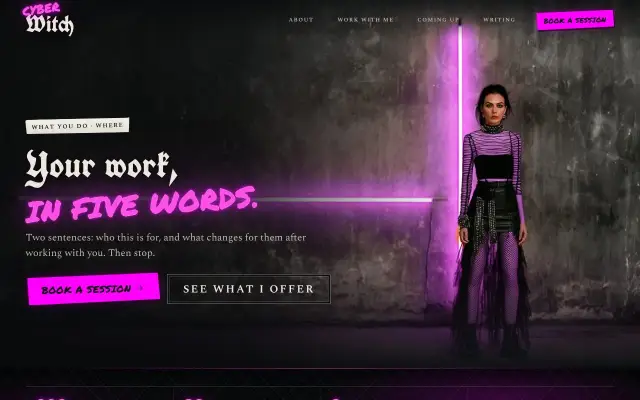 CYBER
Witch
ABOUT
WORK WITH ME
COMING UP
WRITING
BOOK A SESSION
WHAT YOU DO · WHERE
Your work,
IN FIVE WORDS.
Two sentences: who this is for, and what changes for them after
working with you. Then stop.
BOOK A SESSION
SEE WHAT I OFFER